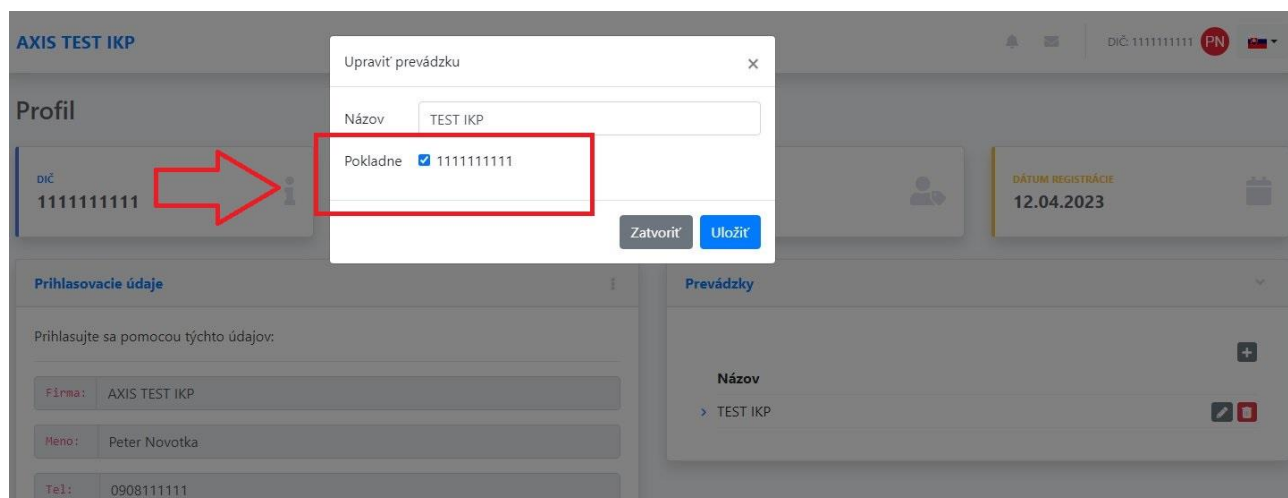 AXIS TEST IKP
DIČ: 1111111111 PN
Upraviť prevádzku ×
Názov TEST IKP
Pokladne 1111111111
Zatvoriť Uložiť
Profil
DIČ
1111111111
DÁTUM REGISTRÁCIE
12.04.2023
Prihlasovacie údaje
Prihlasujte sa pomocou týchto údajov:
Firma: AXIS TEST IKP
Meno: Peter Novotka
Tel: 0908111111
Prevádzky
Názov
TEST IKP